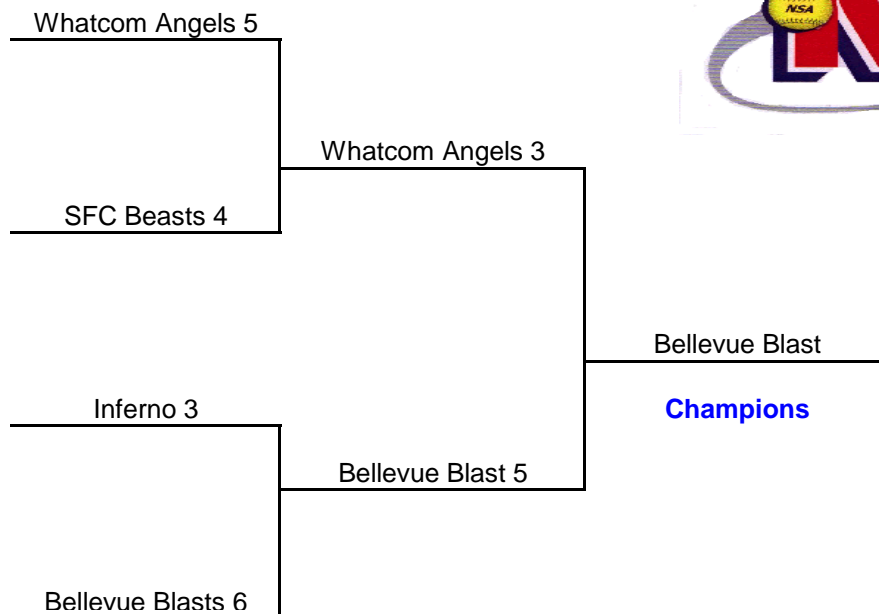 Whatcom Angels 5
NSA
Whatcom Angels 3
SFC Beasts 4
Bellevue Blast
Inferno 3
Champions
Bellevue Blast 5
Bellevue Blasts 6